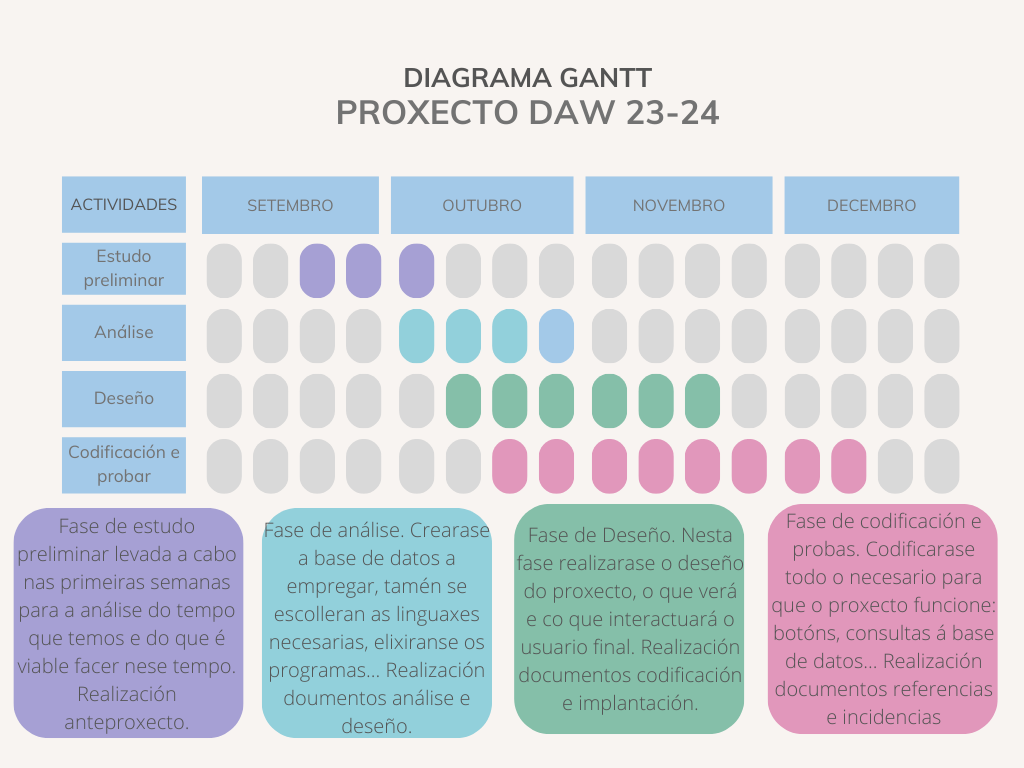 DIAGRAMA GANTT
PROXECTO DAW 23-24
ACTIVIDADES
SETEMBRO
OUTUBRO
NOVEMBRO
DECEMBRO
Estudo
preliminar
Análise
Deseño
Codificación e
probar
Fase de estudo
preliminar levada a cabo
nas primeiras semanas
para a análise do tempo
que temos e do que é
viable facer nese tempo.
Realización
anteproxecto.
Fase de análise. Crearase
a base de datos a
empregar, tamén se
escolleran as linguaxes
necesarias, elixiranse os
programas... Realización
doumentos análise e
deseño.
Fase de Deseño. Nesta
fase realizarase o deseño
do proxecto, o que verá
e co que interactuará o
usuario final. Realización
documentos codificación
e implantación.
Fase de codificación e
probas. Codificarase
todo o necesario para
que o proxecto funcione:
botóns, consultas á base
de datos... Realización
documentos referencias
e incidencias